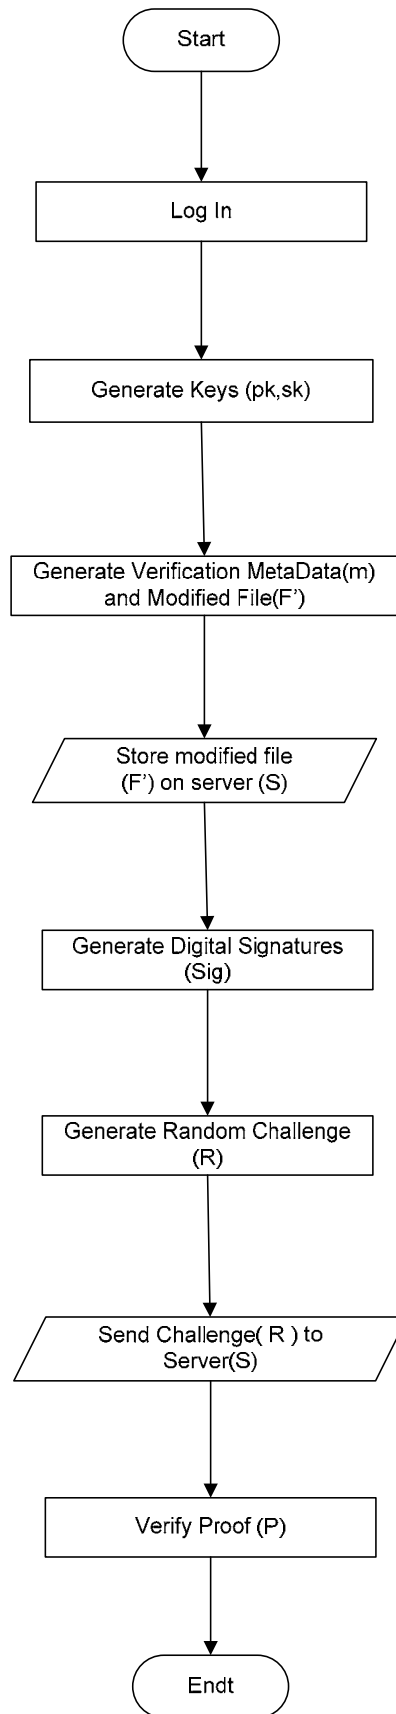 Start
Log In
Generate Keys (pk,sk)
Generate Verification MetaData(m)
and Modified File(F’)
Store modified file
(F’) on server (S)
Generate Digital Signatures
(Sig)
Generate Random Challenge
(R)
Send Challenge( R ) to
Server(S)
Verify Proof (P)
Endt